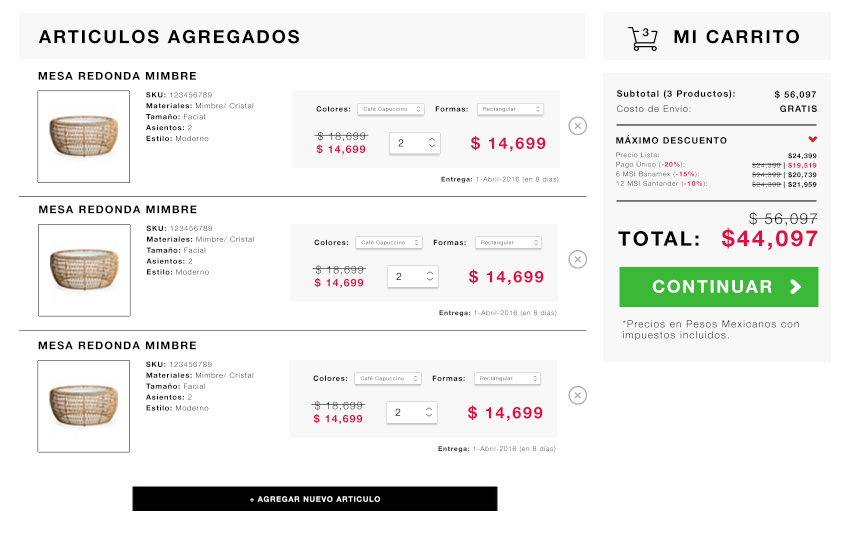 ARTICULOS AGREGADOS
MESA REDONDA MIMBRE
SKU: 123456789
Materiales: Mimbre/ Cristal
Tamaño: Facial
Asientos: 2
Estilo: Moderno
Colores: Café Capuccino Formas: Rectangular
$ 18,699
$ 14,699
2
$ 14,699
Entrega: 1-Abril-2016 (en 8 días)
MESA REDONDA MIMBRE
SKU: 123456789
Materiales: Mimbre/ Cristal
Tamaño: Facial
Asientos: 2
Estilo: Moderno
Colores: Café Capuccino Formas: Rectangular
$ 18,699
$ 14,699
2
$ 14,699
Entrega: 1-Abril-2016 (en 8 días)
MESA REDONDA MIMBRE
SKU: 123456789
Materiales: Mimbre/ Cristal
Tamaño: Facial
Asientos: 2
Estilo: Moderno
Colores: Café Capuccino Formas: Rectangular
$ 18,699
$ 14,699
2
$ 14,699
Entrega: 1-Abril-2016 (en 8 días)
+ AGREGAR NUEVO ARTICULO
3 MI CARRITO
Subtotal (3 Productos): $ 56,097
Costo de Envío: GRATIS
MÁXIMO DESCUENTO
Precio Lista: $24,399
Pago Único (-20%): $24,399 | $19,519
6 MSI Banamex (-15%): $24,399 | $20,739
12 MSI Santander (-10%): $24,399 | $21,959
$ 56,097
TOTAL: $44,097
CONTINUAR
*Precios en Pesos Mexicanos con
impuestos incluidos.